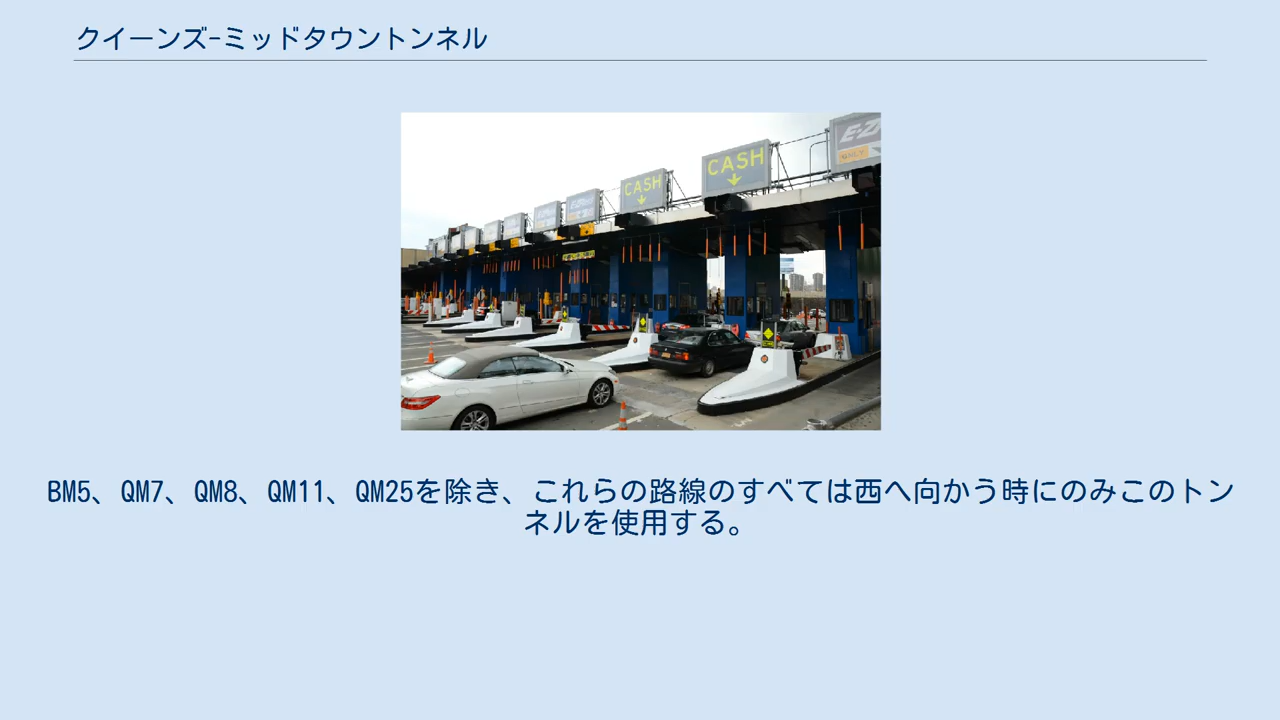 クイーンズ-ミッドタウントンネル
CASH
CASH
E-Z
ONLY
BM5、QM7、QM8、QM11、QM25を除き、これらの路線のすべては西へ向かう時にのみこのトン
ネルを使用する。